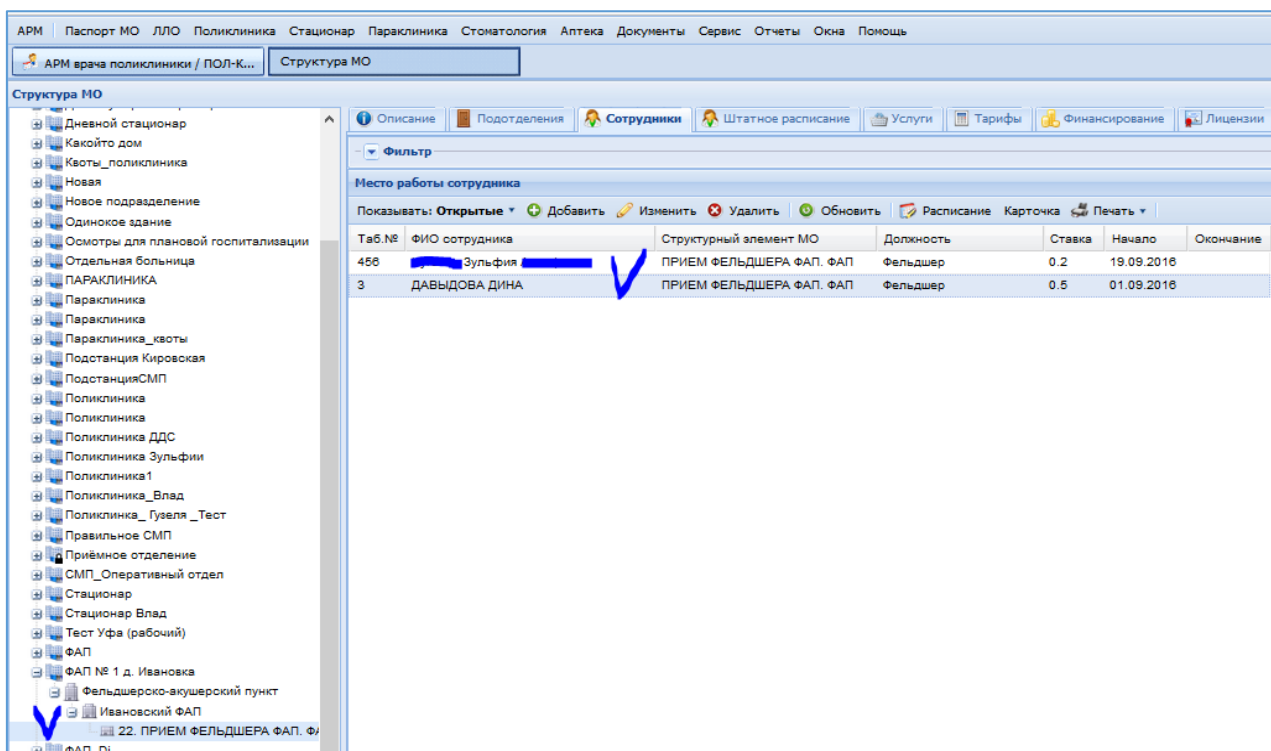 АРМ Паспорт МО ЛЛО Поликлиника Стационар Параклиника Стоматология Аптека Документы Сервис Отчеты Окна Помощь
АРМ врача поликлиники / ПОЛ-К... Структура МО
Структура МО
Дневной стационар
Какойто дом
Квоты_поликлиника
Новая
Новое подразделение
Одинокое здание
Осмотры для плановой госпитализации
Отдельная больница
ПАРАКЛИНИКА
Параклиника
Параклиника
Параклиника_квоты
Подстанция Кировская
ПодстанцияСМП
Поликлиника
Поликлиника
Поликлиника ДДС
Поликлиника Зульфии
Поликлиника1
Поликлиника_Влад
Поликлинка_ Гузеля _Тест
Правильное СМП
Приёмное отделение
СМП_Оперативный отдел
Стационар
Стационар Влад
Тест Уфа (рабочий)
ФАП
ФАП № 1 д. Ивановка
Фельдшерско-акушерский пункт
Ивановский ФАП
22. ПРИЕМ ФЕЛЬДШЕРА ФАП.
ФАП_Di
Описание Подотделения Сотрудники Штатное расписание Услуги Тарифы Финансирование Лицензии
Фильтр
Место работы сотрудника
Показывать: Открытые Добавить Изменить Удалить Обновить Расписание Карточка Печать
Таб.№ ФИО сотрудника Структурный элемент МО Должность Ставка Начало Окончание
456 Зульфия ПРИЕМ ФЕЛЬДШЕРА ФАП. ФАП Фельдшер 0.2 19.09.2016
3 ДАВЫДОВА ДИНА ПРИЕМ ФЕЛЬДШЕРА ФАП. ФАП Фельдшер 0.5 01.09.2016